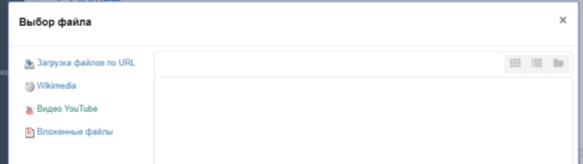 Выбор файла
×
Загрузка файлов по URL
Wikimedia
Видео YouTube
Вложенные файлы